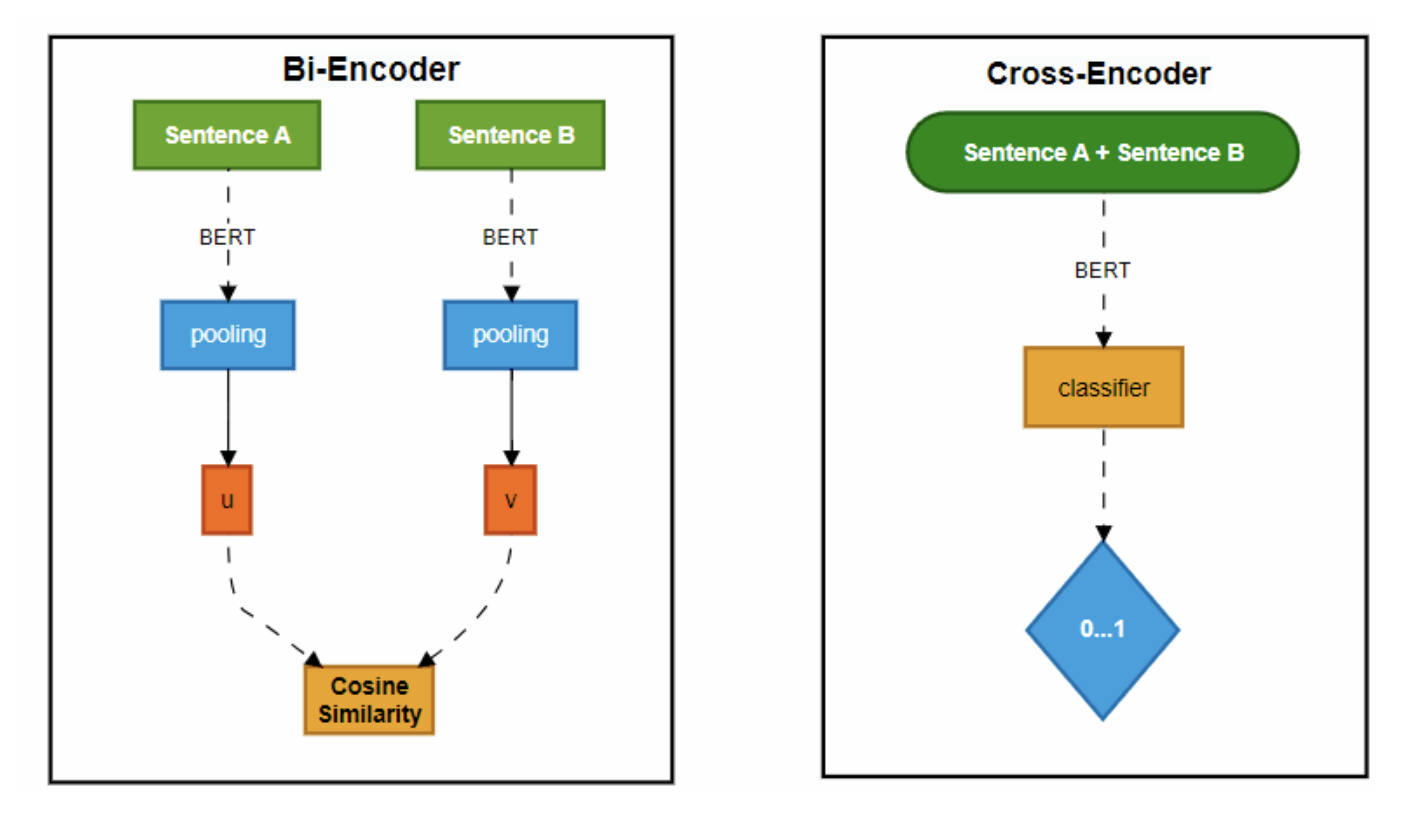 Bi-Encoder
Sentence A
Sentence B
BERT
BERT
pooling
pooling
u
v
Cosine
Similarity
Cross-Encoder
Sentence A + Sentence B
BERT
classifier
0...1